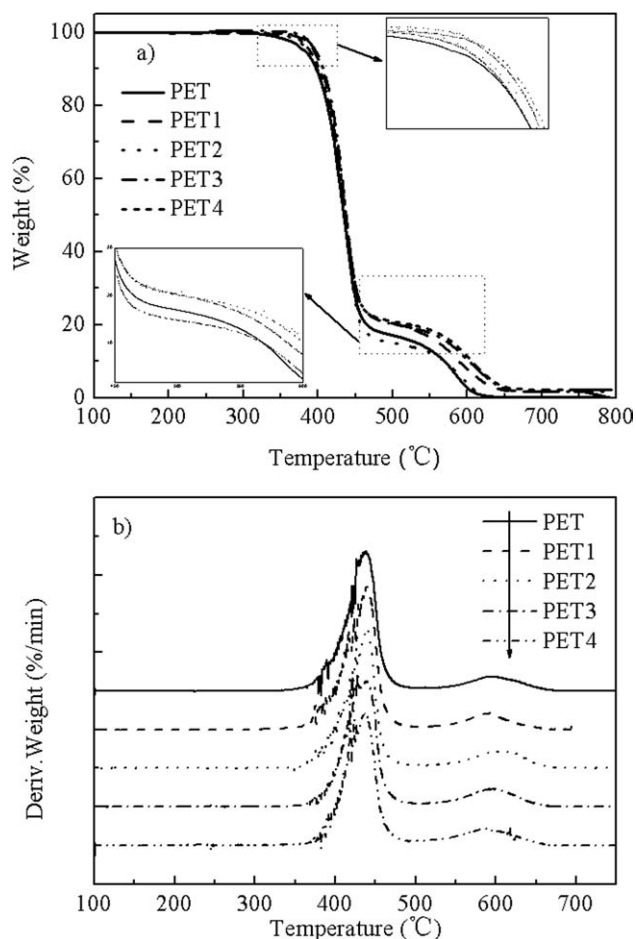 100
80
60
40
20
0
Weight (%)
a)
PET
PET1
PET2
PET3
PET4
100 200 300 400 500 600 700 800
Temperature (℃)
b)
PET
PET1
PET2
PET3
PET4
Deriv.Weight (%/min)
100 200 300 400 500 600 700
Temperature (℃)